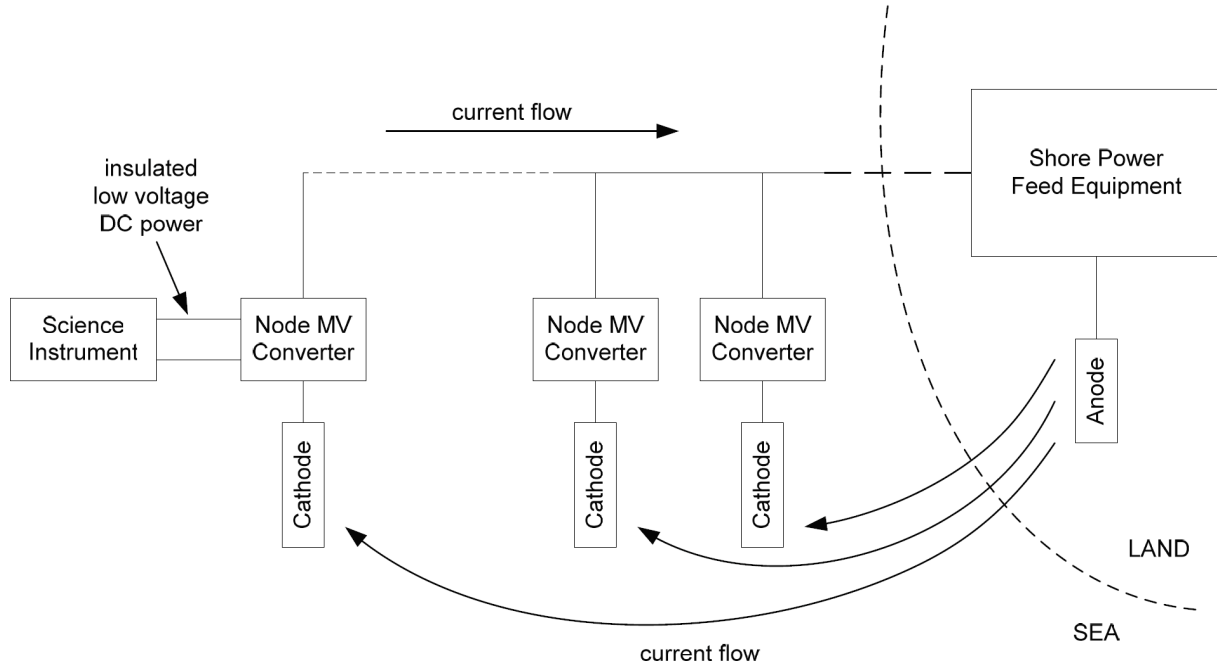 current flow
insulated
low voltage
DC power
Shore Power
Feed Equipment
Science
Instrument
Node MV
Converter
Node MV
Converter
Node MV
Converter
Cathode
Cathode
Cathode
Anode
LAND
SEA
current flow